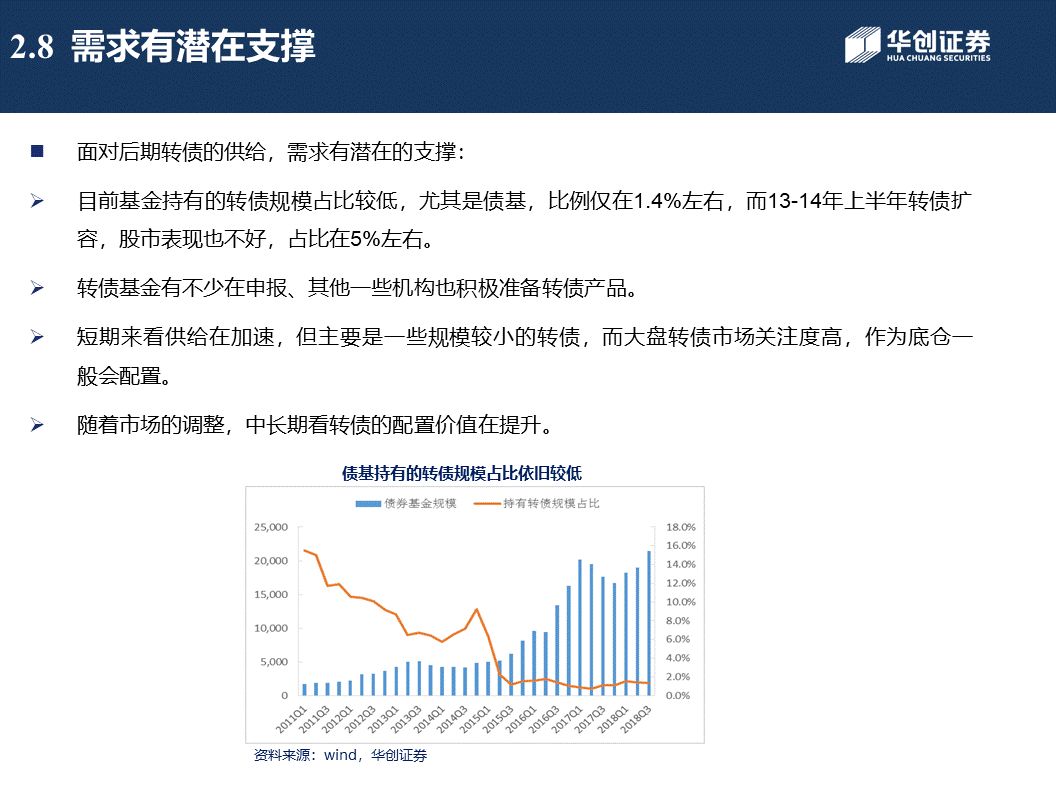 2.8 需求有潜在支撑
华创证券
HUA CHUANG SECURITIES
面对后期转债的供给，需求有潜在的支撑：
目前基金持有的转债规模占比较低，尤其是债基，比例仅在1.4%左右，而13-14年上半年转债扩
容，股市表现也不好，占比在5%左右。
转债基金有不少在申报、其他一些机构也积极准备转债产品。
短期来看供给在加速，但主要是一些规模较小的转债，而大盘转债市场关注度高，作为底仓一
般会配置。
随着市场的调整，中长期看转债的配置价值在提升。
债基持有的转债规模占比依旧较低
债券基金规模 持有转债规模占比
25,000 18.0%
16.0%
20,000 14.0%
12.0%
15,000
10.0%
10,000 8.0%
6.0%
5,000 4.0%
2.0%
0 0.0%
2011Q1 2011Q3 2012Q1 2012Q3 2013Q1 2013Q3 2014Q1 2014Q3 2015Q1 2015Q3 2016Q1 2016Q3 2017Q1 2017Q3 2018Q1 2018Q3
资料来源：wind，华创证券